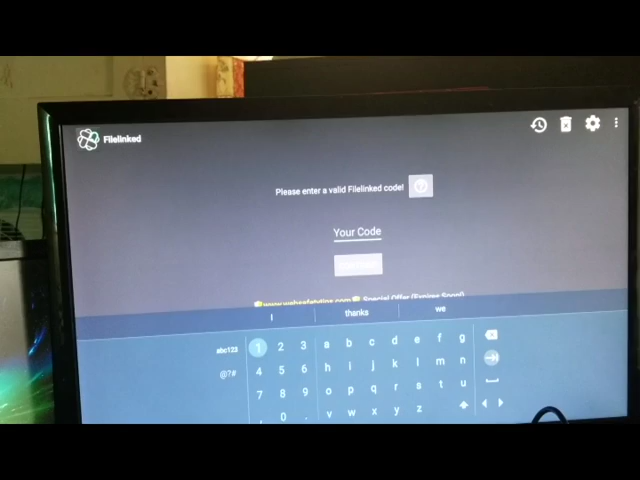 Filelinked
Please enter a valid Filelinked code!
Your Code
Special Offer (Expires Soon!)
I thanks we
abc123 1 2 3 a b c d e f g
@?# 4 5 6 h i j k l m n
7 8 9 o p q r s t u
, 0 . v w x y z